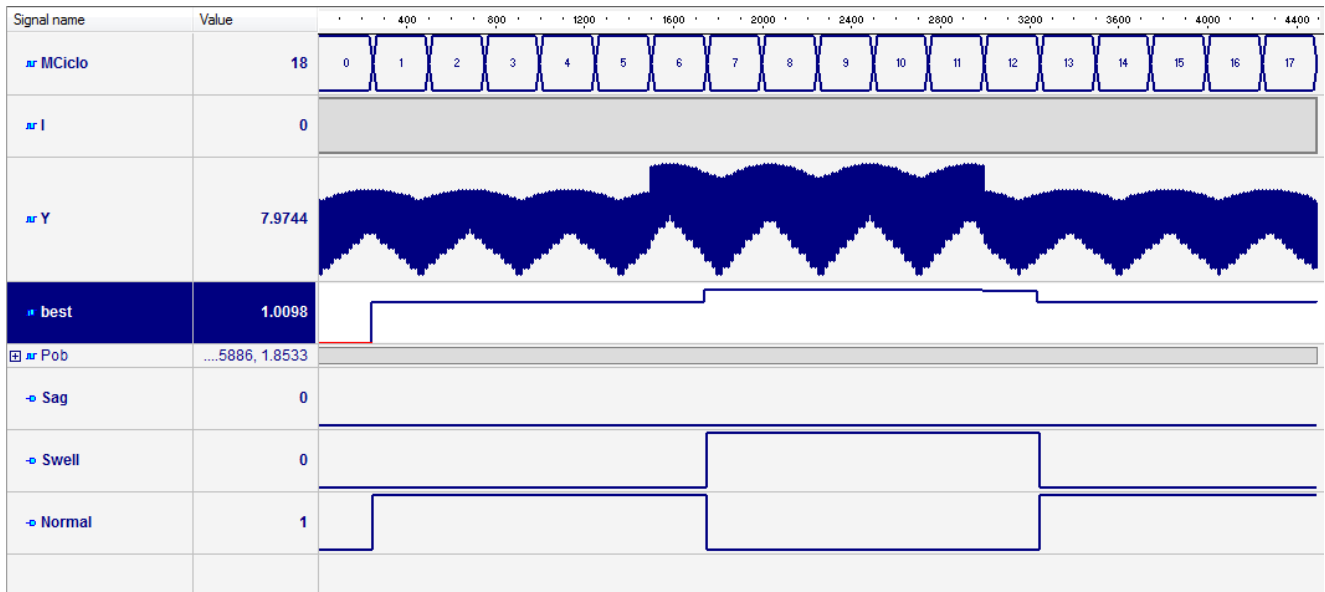 Signal name Value 400 800 1200 1600 2000 2400 2800 3200 3600 4000 4400
MCiclo 18 0 1 2 3 4 5 6 7 8 9 10 11 12 13 14 15 16 17
I 0
Y 7.9744
best 1.0098
Pob ....5886, 1.8533
Sag 0
Swell 0
Normal 1